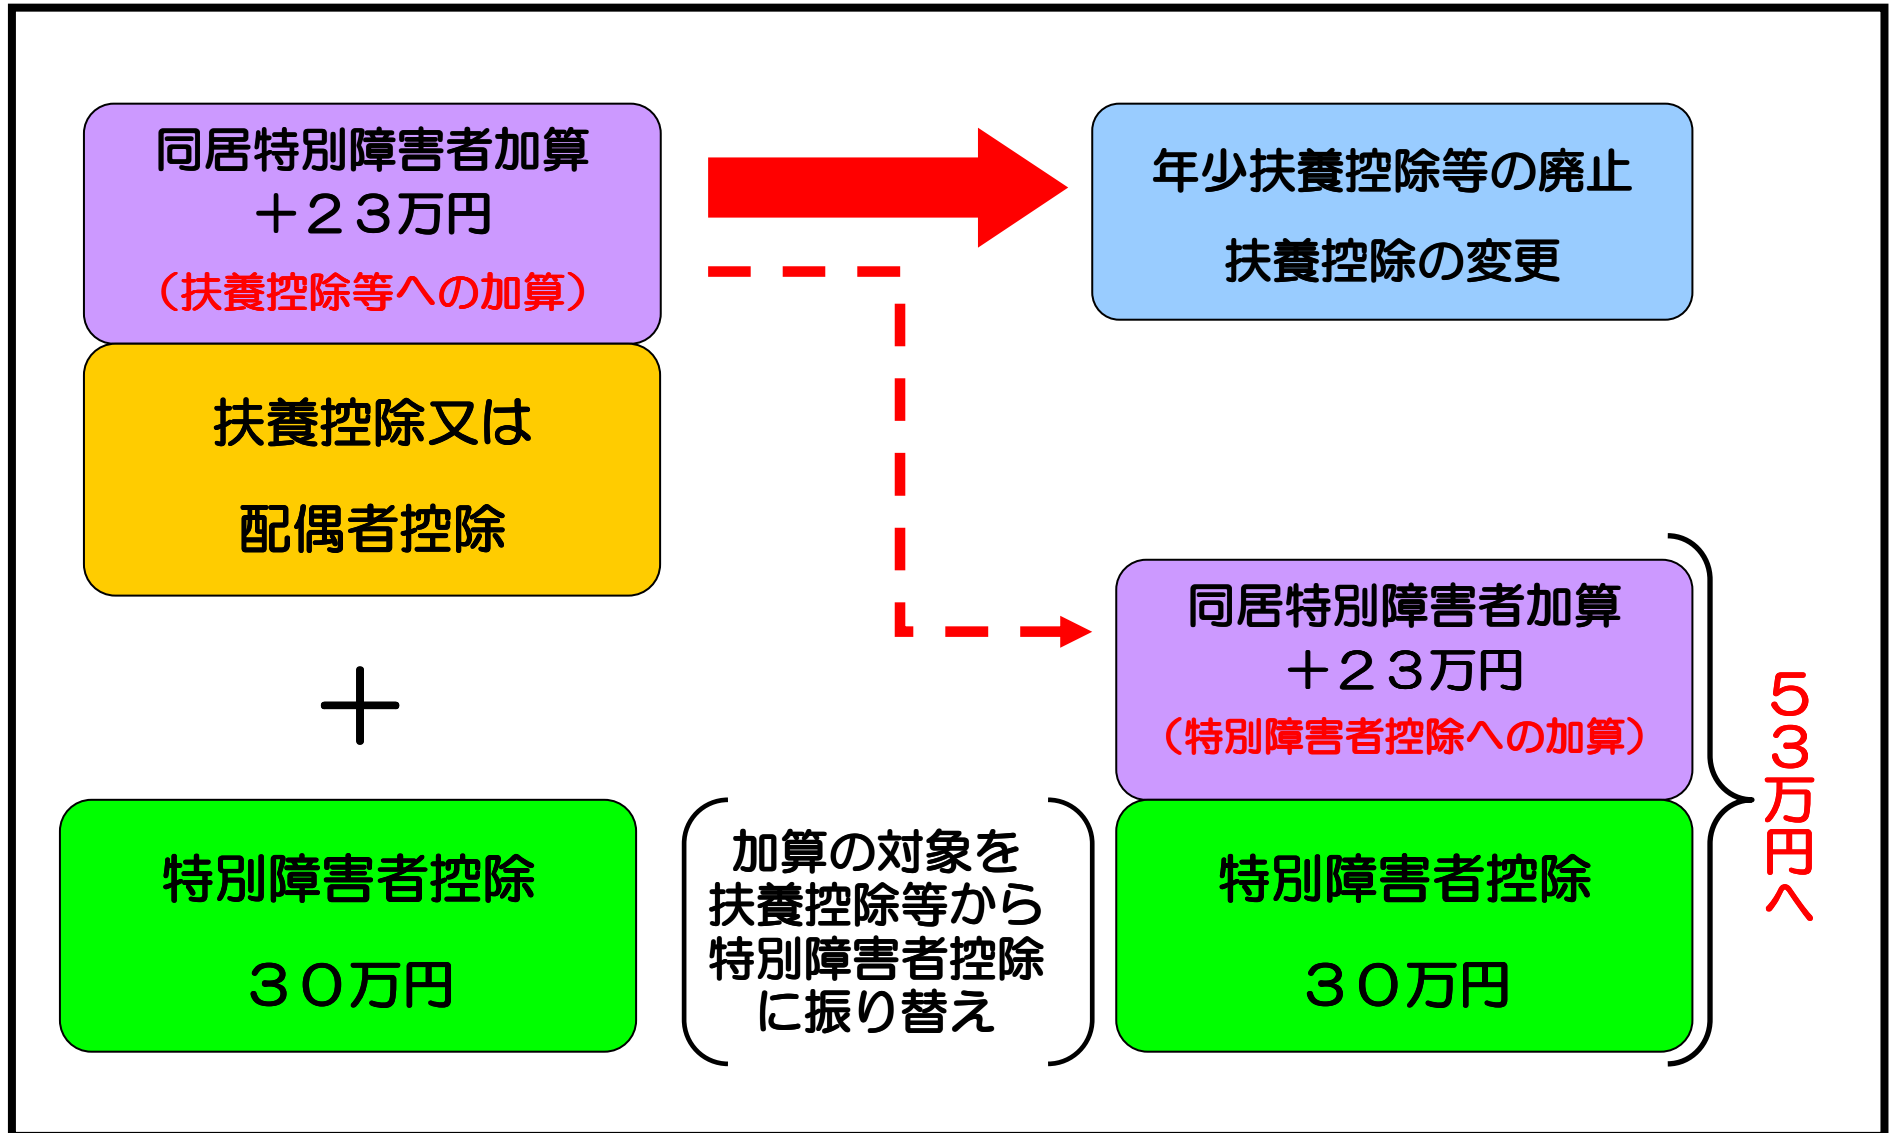 同居特別障害者加算
＋２３万円
（扶養控除等への加算）
扶養控除又は
配偶者控除
＋
特別障害者控除
３０万円
年少扶養控除等の廃止
扶養控除の変更
加算の対象を
扶養控除等から
特別障害者控除
に振り替え
同居特別障害者加算
＋２３万円
（特別障害者控除への加算）
特別障害者控除
３０万円
５３万円へ